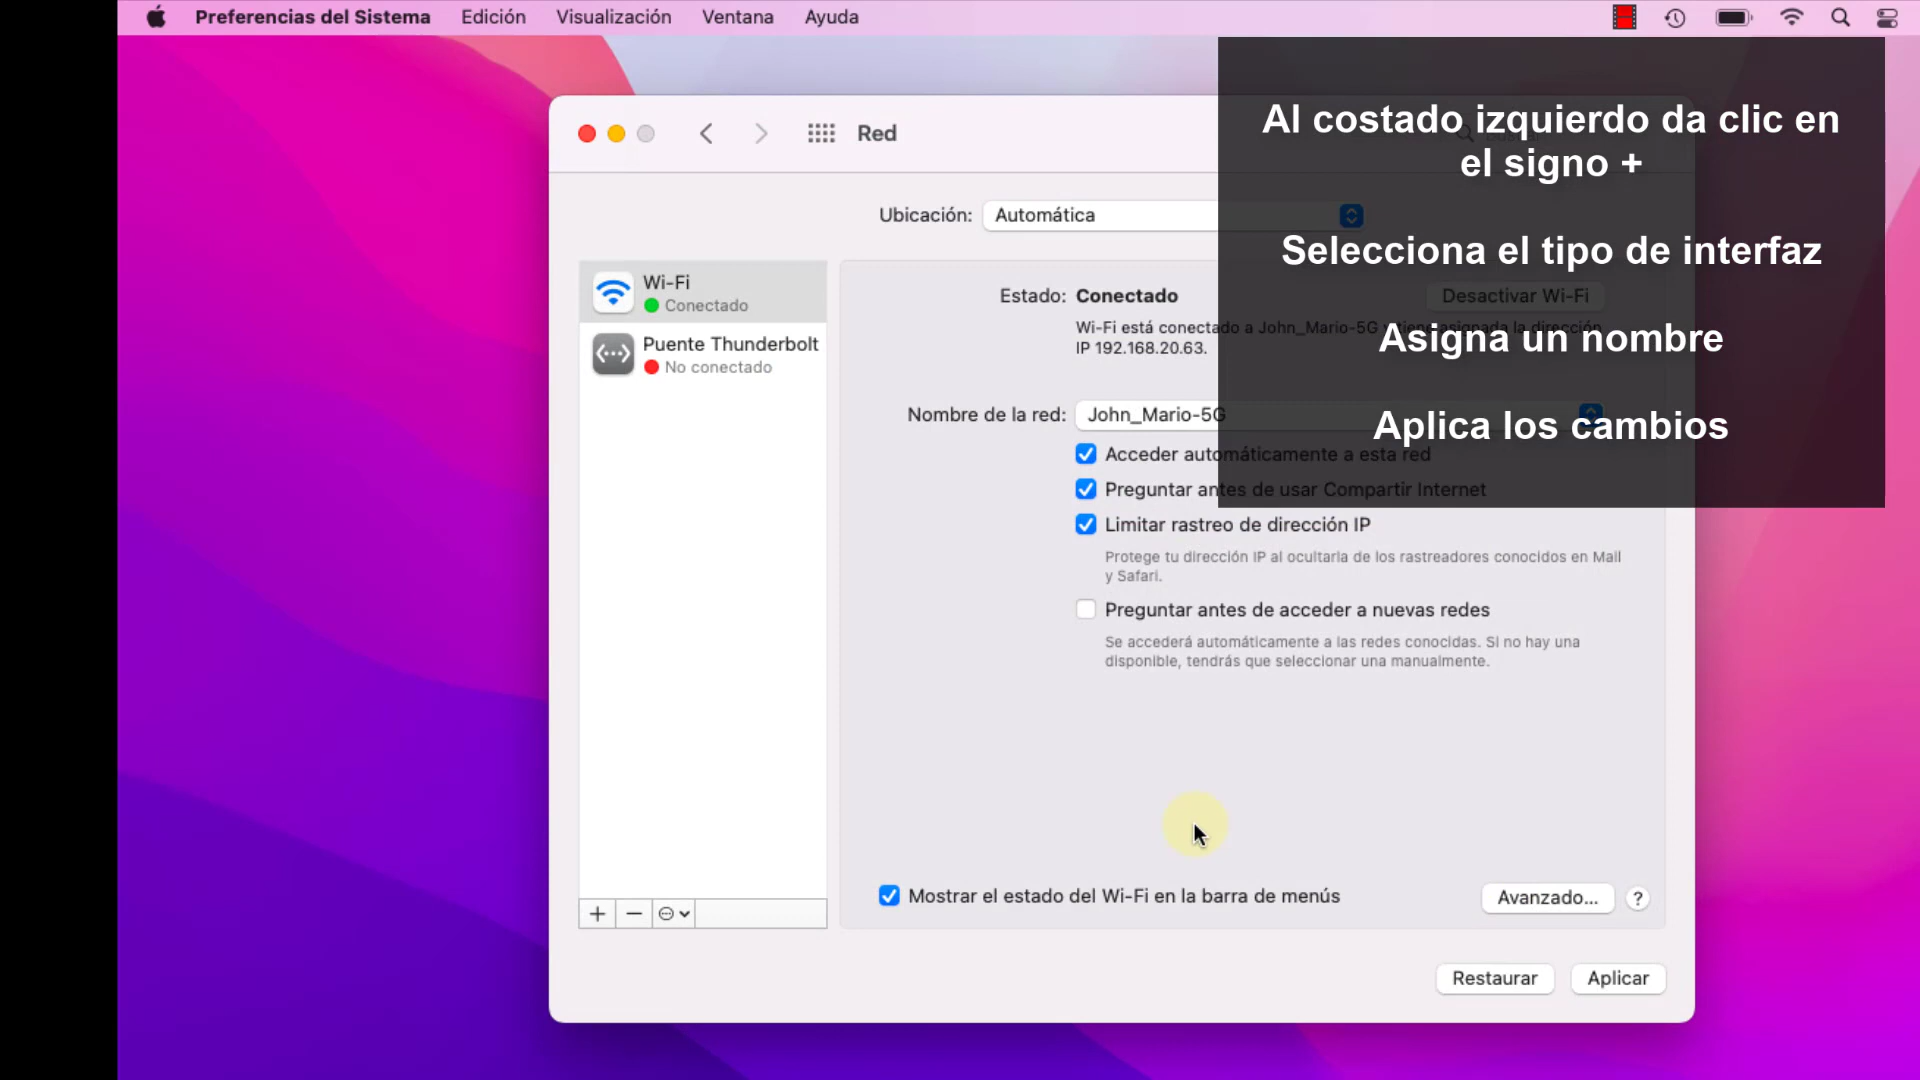 Preferencias del Sistema Edición Visualización Ventana Ayuda
Red
Al costado izquierdo da clic en
el signo +
Selecciona el tipo de interfaz
Asigna un nombre
Aplica los cambios
Ubicación: Automática
Wi-Fi
Conectado
Puente Thunderbolt
No conectado
Estado: Conectado
Desactivar Wi-Fi
Wi-Fi está conectado a John_Mario-5G y tiene asignada la dirección
IP 192.168.20.63.
Nombre de la red: John_Mario-5G
Acceder automáticamente a esta red
Preguntar antes de usar Compartir Internet
Limitar rastreo de dirección IP
Protege tu dirección IP al ocultarla de los rastreadores conocidos en Mail
y Safari.
Preguntar antes de acceder a nuevas redes
Se accederá automáticamente a las redes conocidas. Si no hay una
disponible, tendrás que seleccionar una manualmente.
Mostrar el estado del Wi-Fi en la barra de menús
Avanzado... ?
Restaurar Aplicar